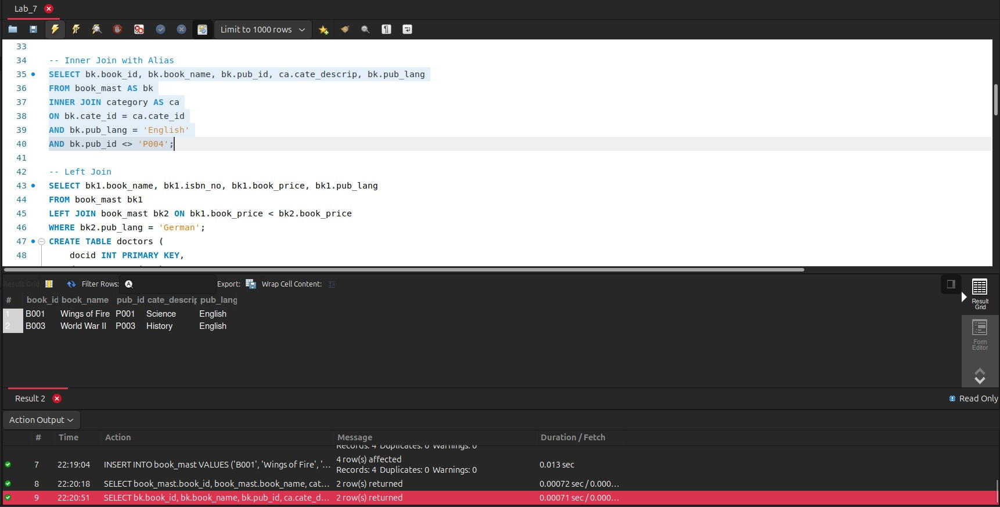 Lab_7
Limit to 1000 rows
33
34 -- Inner Join with Alias
35 SELECT bk.book_id, bk.book_name, bk.pub_id, ca.cate_descrip, bk.pub_lang
36 FROM book_mast AS bk
37 INNER JOIN category AS ca
38 ON bk.cate_id = ca.cate_id
39 AND bk.pub_lang = 'English'
40 AND bk.pub_id <> 'P004';
41
42 -- Left Join
43 SELECT bk1.book_name, bk1.isbn_no, bk1.book_price, bk1.pub_lang
44 FROM book_mast bk1
45 LEFT JOIN book_mast bk2 ON bk1.book_price < bk2.book_price
46 WHERE bk2.pub_lang = 'German';
47 CREATE TABLE doctors (
48 docid INT PRIMARY KEY,
Result Grid Filter Rows: Export: Wrap Cell Content:
# book_id book_name pub_id cate_descrip pub_lang
1 B001 Wings of Fire P001 Science English
2 B003 World War II P003 History English
Result
Grid
Form
Editor
Result 2
Read Only
Action Output
# Time Action Message Duration / Fetch
Records: 4 Duplicates: 0 Warnings: 0
7 22:19:04 INSERT INTO book_mast VALUES ('B001', 'Wings of Fire', '... 4 row(s) affected
Records: 4 Duplicates: 0 Warnings: 0 0.013 sec
8 22:20:18 SELECT book_mast.book_id, book_mast.book_name, cat... 2 row(s) returned 0.00072 sec / 0.000...
9 22:20:51 SELECT bk.book_id, bk.book_name, bk.pub_id, ca.cate_d... 2 row(s) returned 0.00071 sec / 0.000...